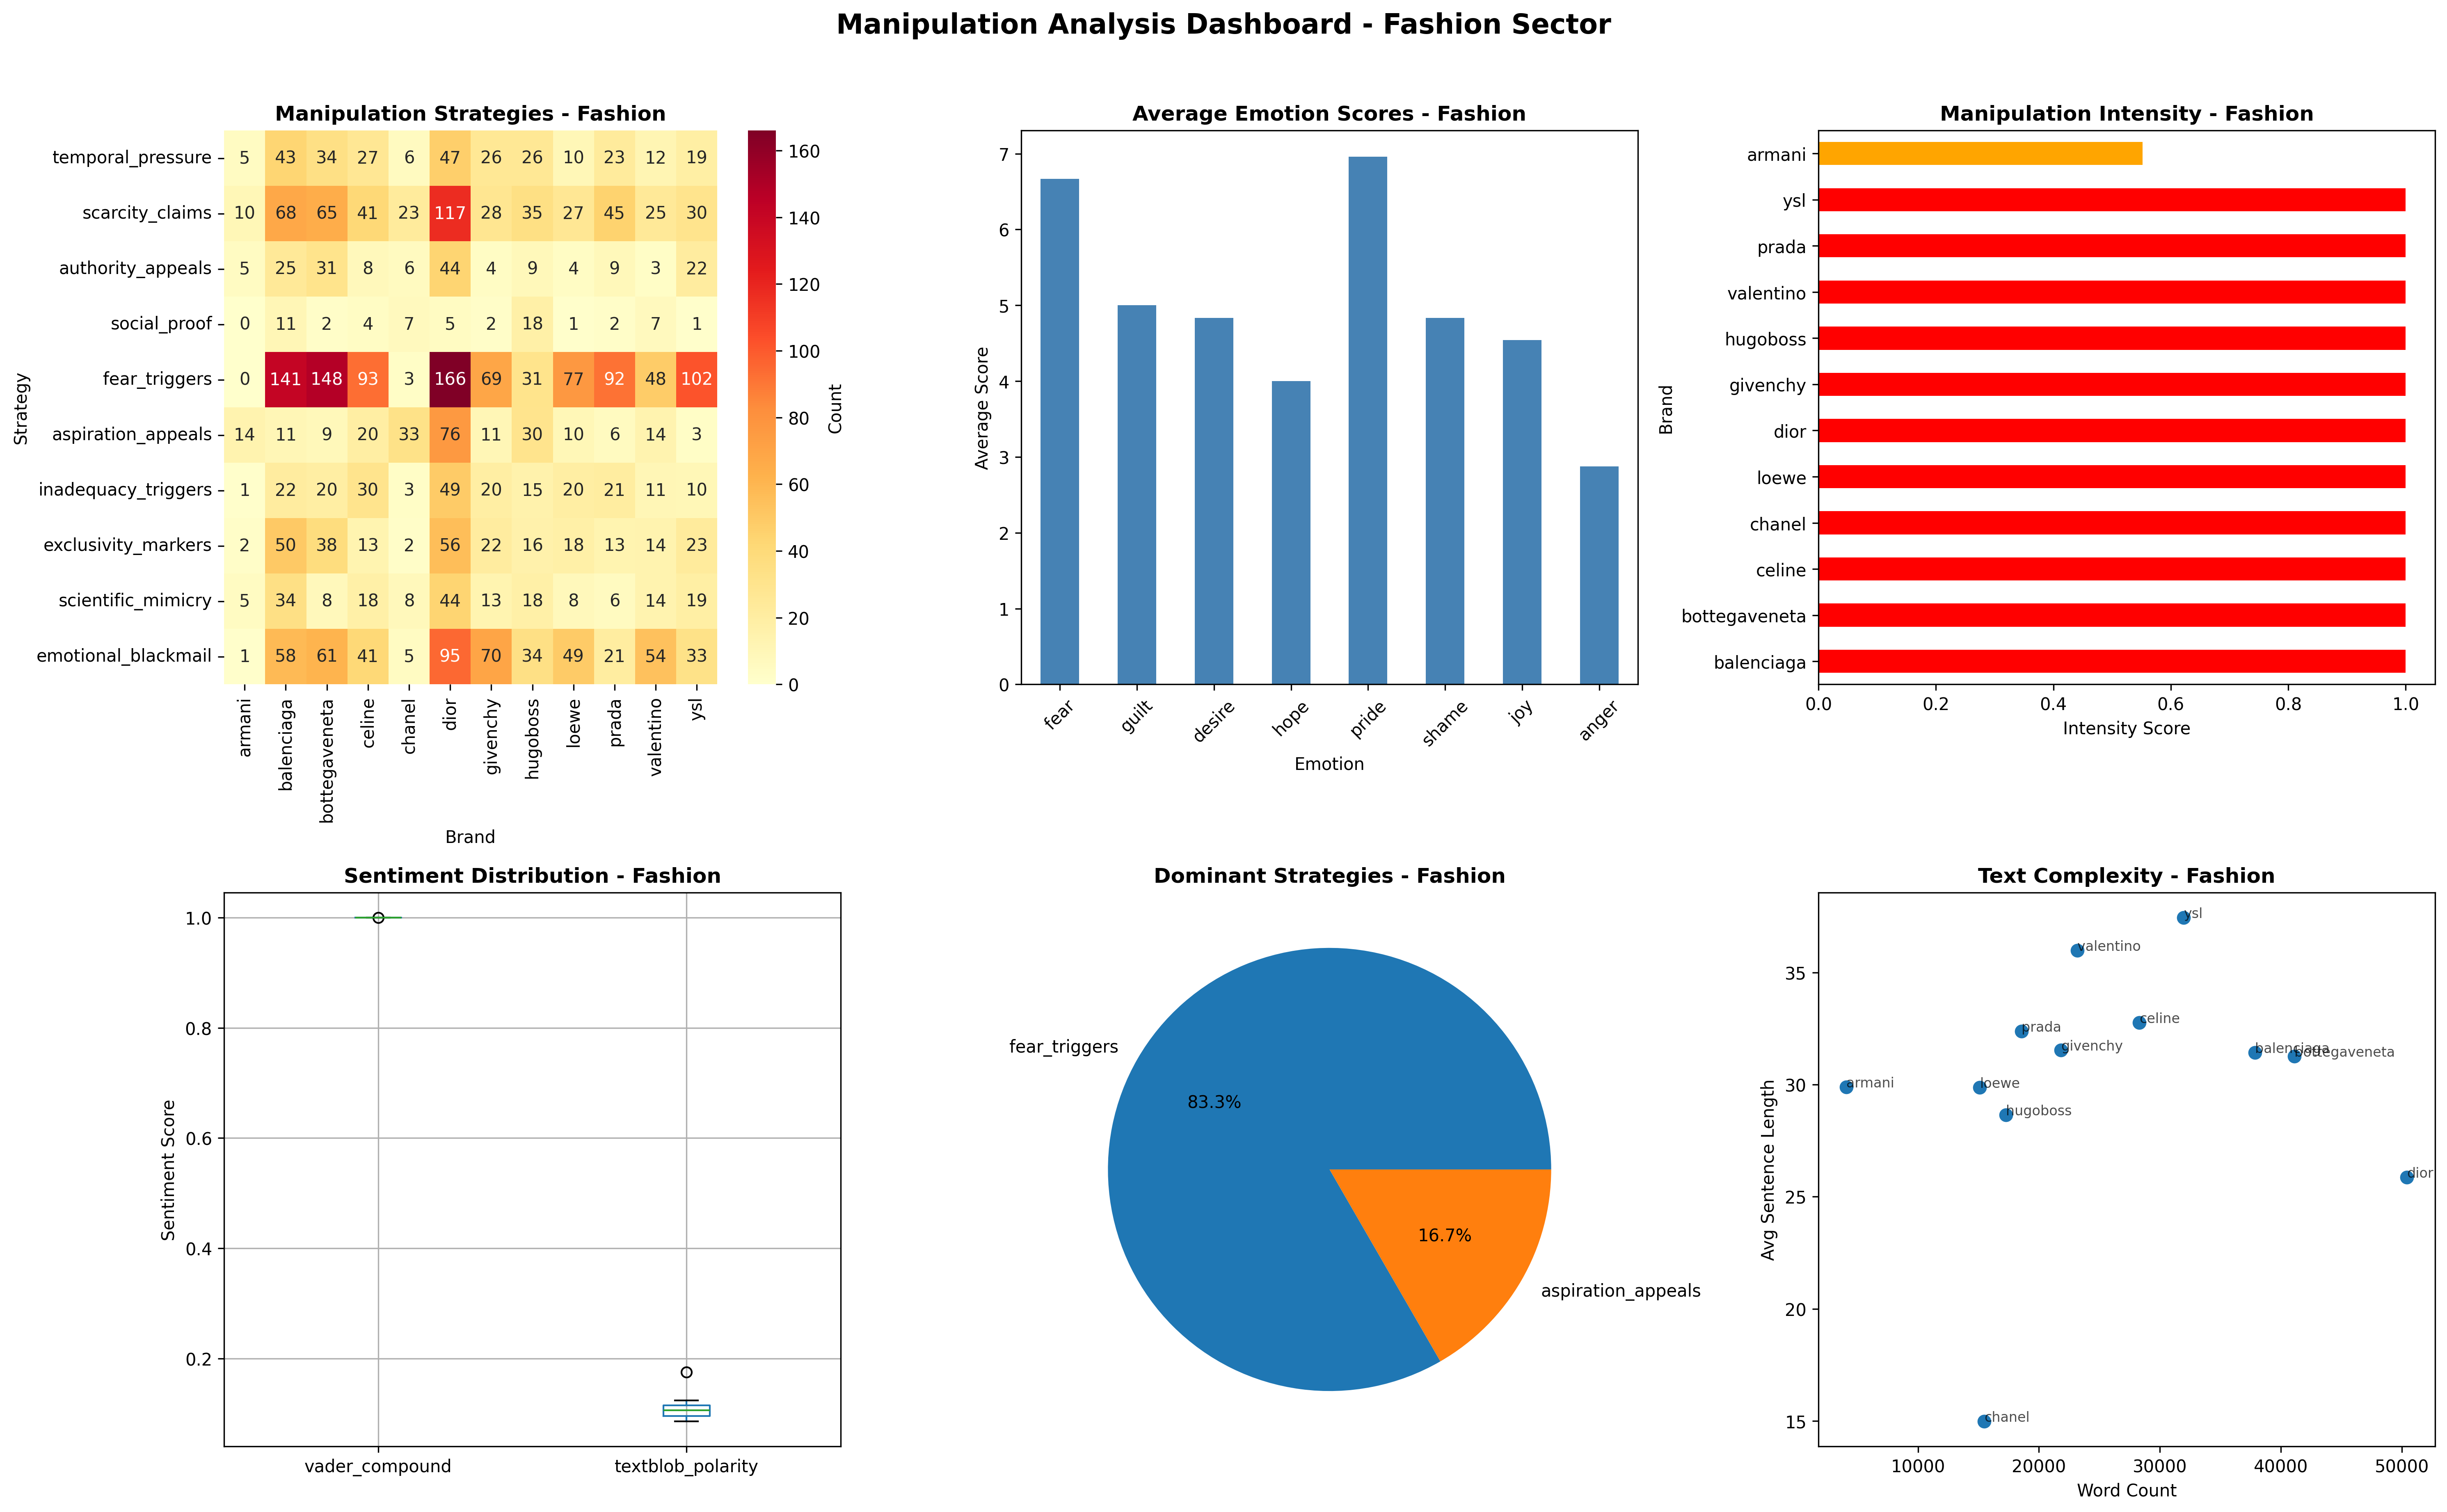 Manipulation Analysis Dashboard - Fashion Sector
Manipulation Strategies - Fashion
Strategy
temporal_pressure 5 43 34 27 6 47 26 26 10 23 12 19
scarcity_claims 10 68 65 41 23 117 28 35 27 45 25 30
authority_appeals 5 25 31 8 6 44 4 9 4 9 3 22
social_proof 0 11 2 4 7 5 2 18 1 2 7 1
fear_triggers 0 141 148 93 3 166 69 31 77 92 48 102
aspiration_appeals 14 11 9 20 33 76 11 30 10 6 14 3
inadequacy_triggers 1 22 20 30 3 49 20 15 20 21 11 10
exclusivity_markers 2 50 38 13 2 56 22 16 18 13 14 23
scientific_mimicry 5 34 8 18 8 44 13 18 8 6 14 19
emotional_blackmail 1 58 61 41 5 95 70 34 49 21 54 33
armani balenciaga bottegaveneta celine chanel dior givenchy hugoboss loewe prada valentino ysl
Brand
160
140
120
100
80
60
40
20
0
Count
Average Emotion Scores - Fashion
Average Score
7
6
5
4
3
2
1
0
fear guilt desire hope pride shame joy anger
Emotion
Manipulation Intensity - Fashion
Brand
armani
ysl
prada
valentino
hugoboss
givenchy
dior
loewe
chanel
celine
bottegaveneta
balenciaga
0.0 0.2 0.4 0.6 0.8 1.0
Intensity Score
Sentiment Distribution - Fashion
Sentiment Score
1.0
0.8
0.6
0.4
0.2
vader_compound textblob_polarity
Dominant Strategies - Fashion
fear_triggers
83.3%
16.7%
aspiration_appeals
Text Complexity - Fashion
Avg Sentence Length
35
30
25
20
15
ysl
valentino
celine
prada
givenchy
balenciaga
bottegaveneta
armani
loewe
hugoboss
dior
chanel
10000 20000 30000 40000 50000
Word Count